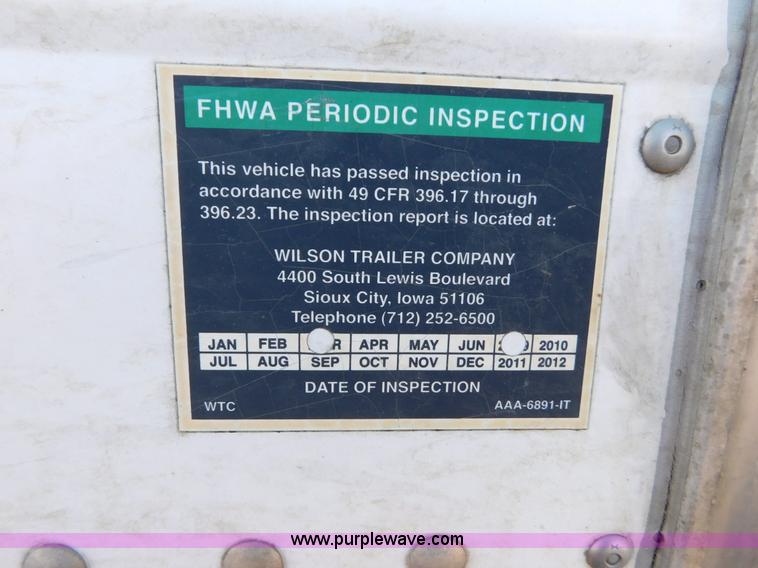 FHWA PERIODIC INSPECTION
This vehicle has passed inspection in
accordance with 49 CFR 396.17 through
396.23. The inspection report is located at:
WILSON TRAILER COMPANY
4400 South Lewis Boulevard
Sioux City, Iowa 51106
Telephone (712) 252-6500
JAN FEB APR MAY JUN 2010
JUL AUG SEP OCT NOV DEC 2011 2012
DATE OF INSPECTION
WTC AAA-6891-IT
www.purplewave.com